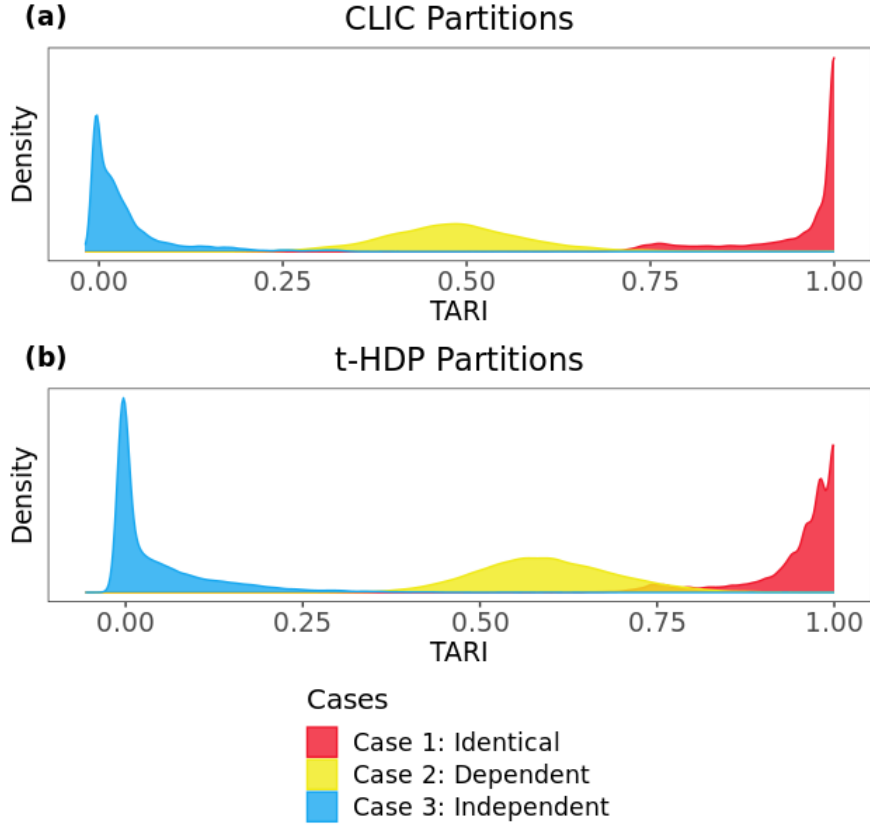 (a) CLIC Partitions
Density
0.00 0.25 0.50 0.75 1.00
TARI
(b) t-HDP Partitions
Density
0.00 0.25 0.50 0.75 1.00
TARI
Cases
Case 1: Identical
Case 2: Dependent
Case 3: Independent